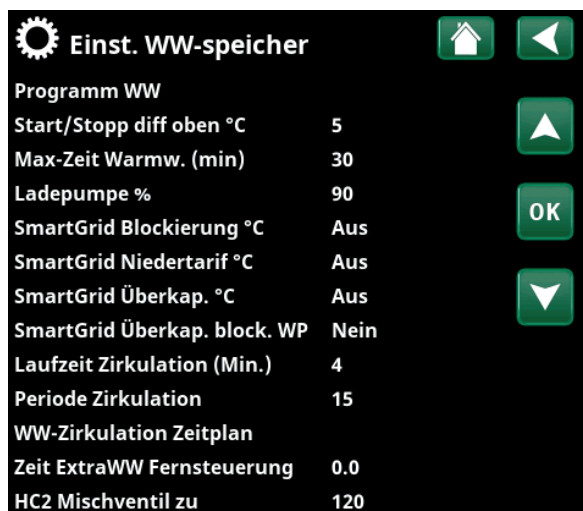 Einst. WW-speicher
Programm WW
Start/Stopp diff oben °C 5
Max-Zeit Warmw. (min) 30
Ladepumpe % 90
OK
SmartGrid Blockierung °C Aus
SmartGrid Niedertarif °C Aus
SmartGrid Überkap. °C Aus
SmartGrid Überkap. block. WP Nein
Laufzeit Zirkulation (Min.) 4
Periode Zirkulation 15
WW-Zirkulation Zeitplan
Zeit ExtraWW Fernsteuerung 0.0
HC2 Mischventil zu 120